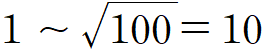 1 ~ √100 = 10